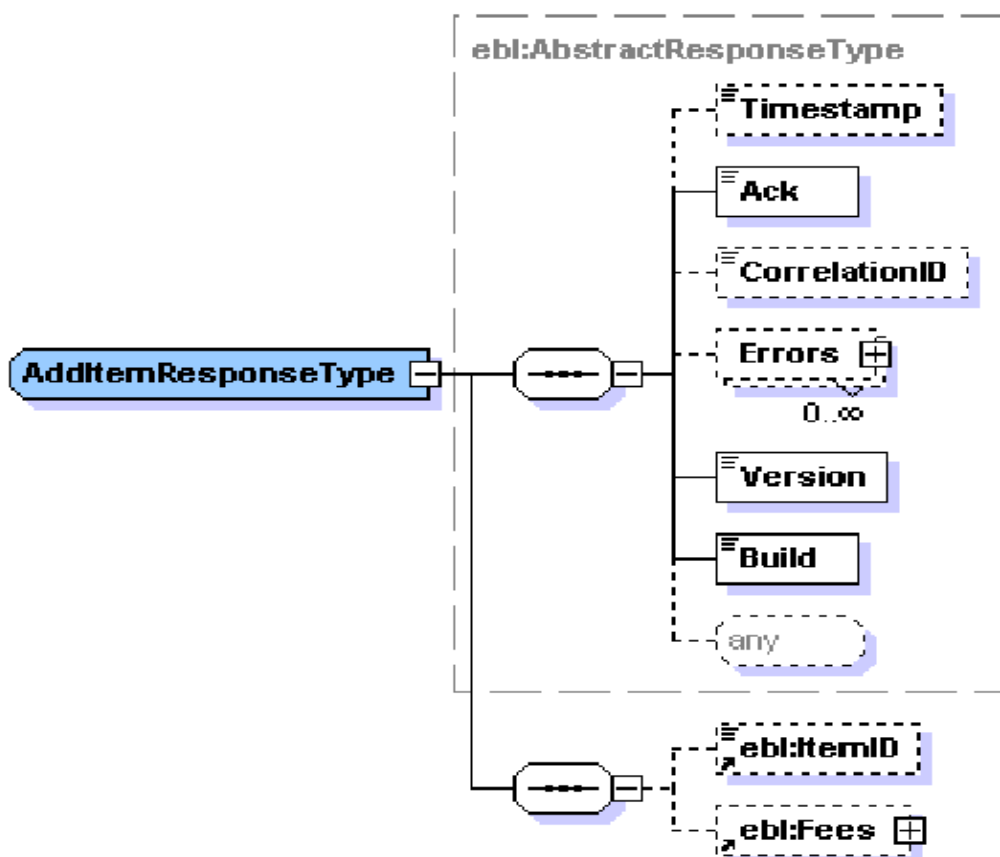 ebl:AbstractResponseType
Timestamp
Ack
CorrelationID
AddItemResponseType
Errors
0..∞
Version
Build
any
ebl:ItemID
ebl:Fees